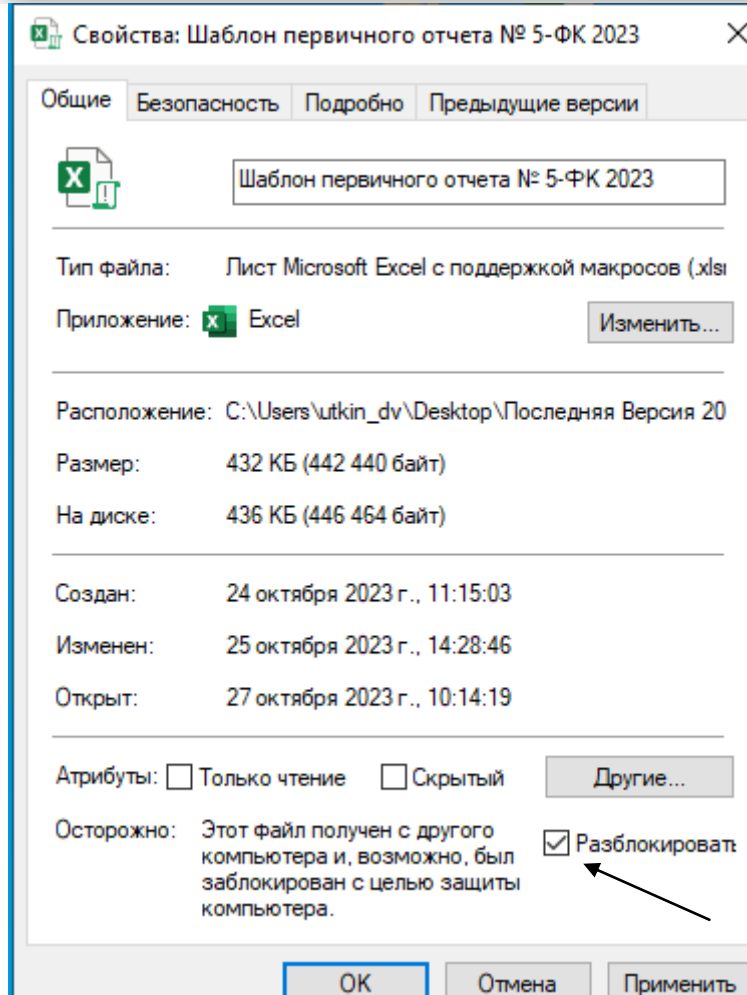 Свойства: Шаблон первичного отчета № 5-ФК 2023
Общие Безопасность Подробно Предыдущие версии
Шаблон первичного отчета № 5-ФК 2023
Тип файла: Лист Microsoft Excel с поддержкой макросов (.xlsm
Приложение: Excel Изменить...
Расположение: C:\Users\utkin_dv\Desktop\Последняя Версия 20
Размер: 432 КБ (442 440 байт)
На диске: 436 КБ (446 464 байт)
Создан: 24 октября 2023 г., 11:15:03
Изменен: 25 октября 2023 г., 14:28:46
Открыт: 27 октября 2023 г., 10:14:19
Атрибуты: Только чтение Скрытый Другие...
Осторожно: Этот файл получен с другого Разблокировать
компьютера и, возможно, был
заблокирован с целью защиты
компьютера.
ОК Отмена Применить